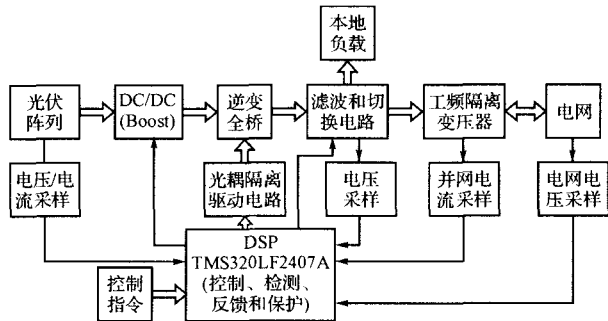 本地
负载
光伏
阵列
DC/DC
(Boost)
逆变
全桥
滤波和切
换电路
工频隔离
变压器
电网
电压/电
流采样
光耦隔离
驱动电路
电压
采样
并网电
流采样
电网电
压采样
控制
指令
DSP
TMS320LF2407A
(控制、检测、
反馈和保护)